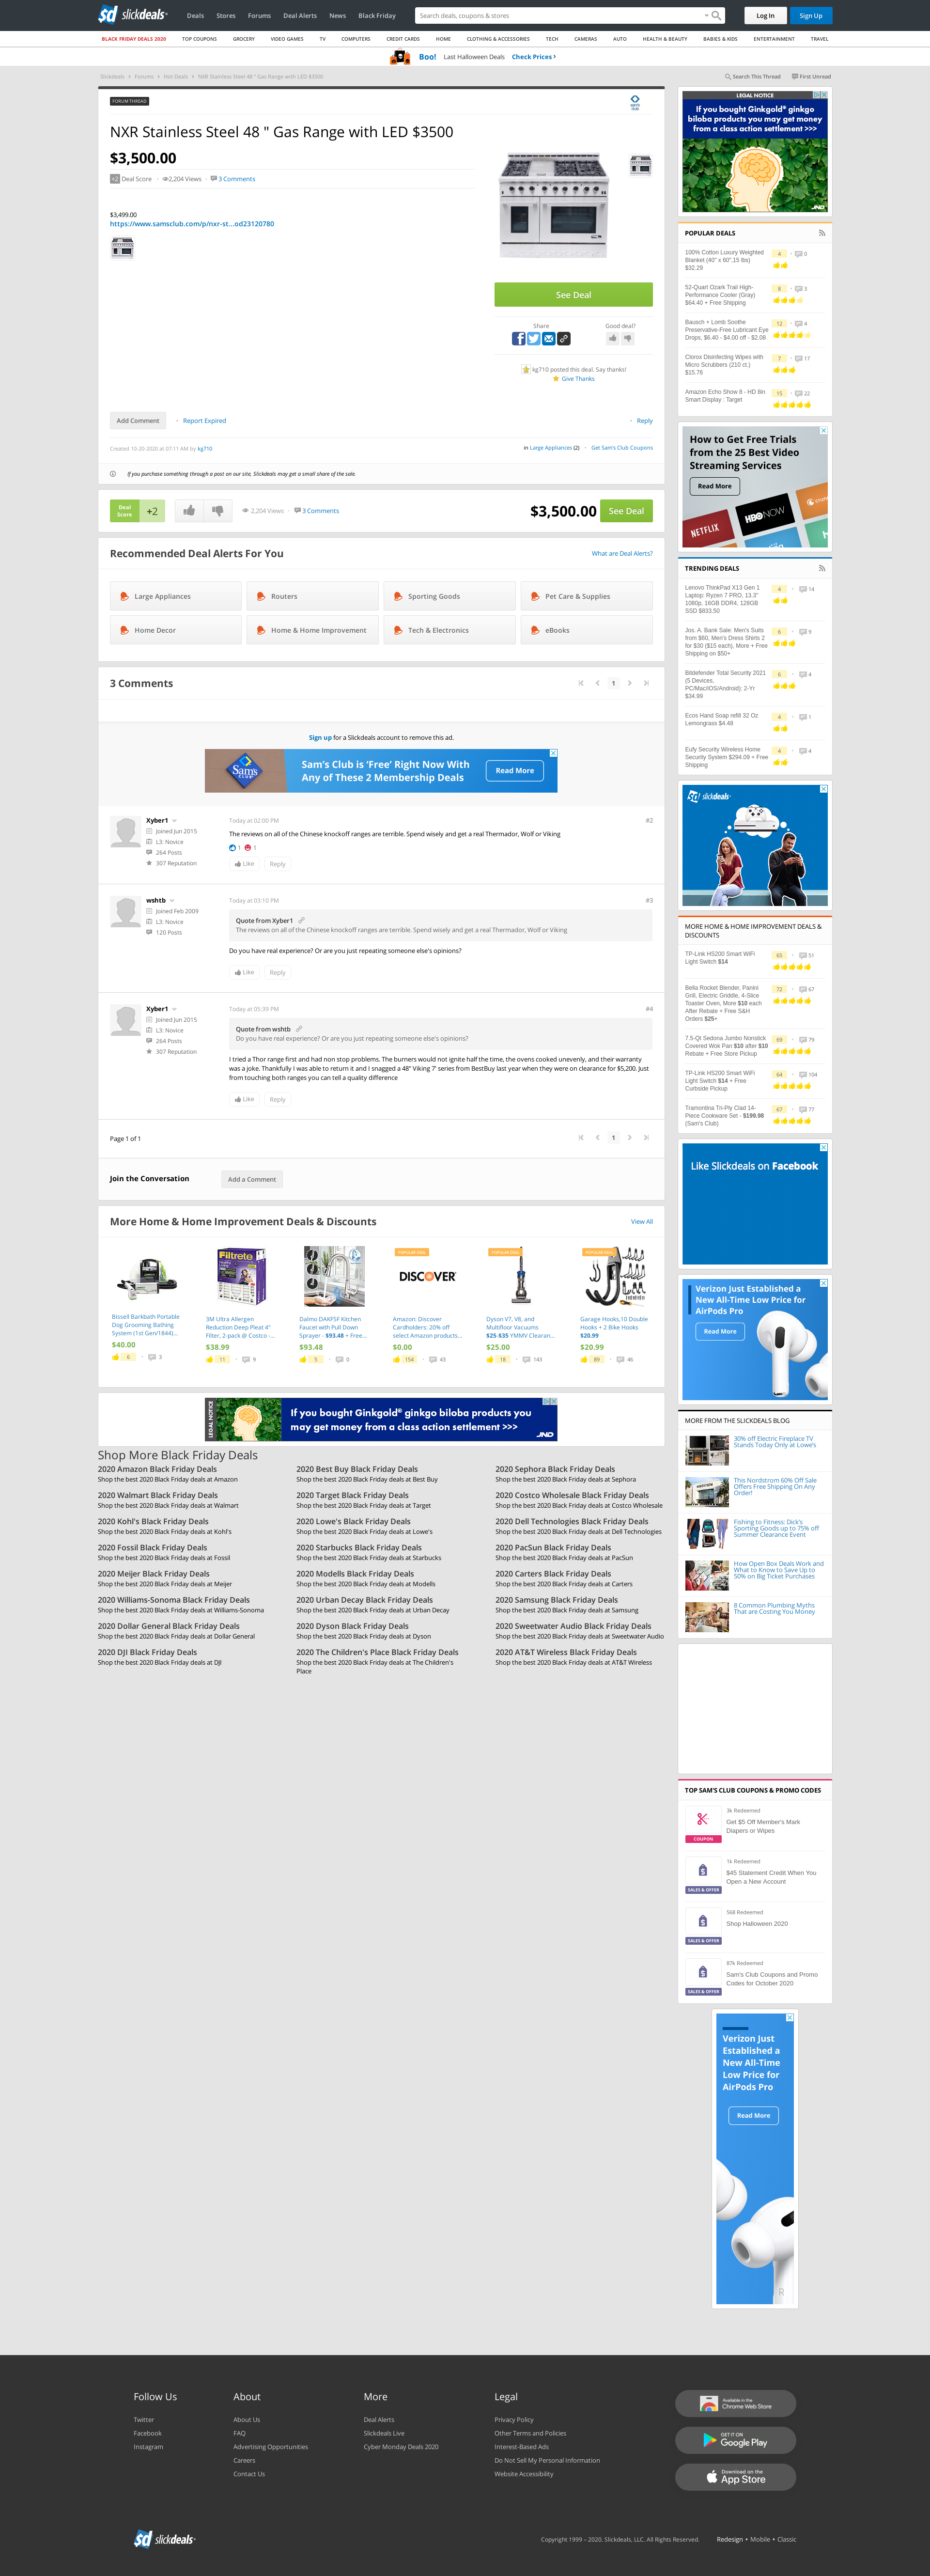 sd slickdeals
Deals Stores Forums Deal Alerts News Black Friday
Search deals, coupons & stores
Log In Sign Up
BLACK FRIDAY DEALS 2020 TOP COUPONS GROCERY VIDEO GAMES TV COMPUTERS CREDIT CARDS HOME CLOTHING & ACCESSORIES TECH CAMERAS AUTO HEALTH & BEAUTY BABIES & KIDS ENTERTAINMENT TRAVEL
Boo! Last Halloween Deals Check Prices
Slickdeals Forums Hot Deals NXR Stainless Steel 48 " Gas Range with LED $3500
Search This Thread First Unread
FORUM THREAD
NXR Stainless Steel 48 " Gas Range with LED $3500
$3,500.00
+2 Deal Score 2,204 Views 3 Comments
$3,499.00
https://www.samsclub.com/p/nxr-st...od23120780
See Deal
Share Good deal?
kg710 posted this deal. Say thanks!
Give Thanks
Add Comment Report Expired Reply
Created 10-20-2020 at 07:11 AM by kg710
in Large Appliances (2) Get Sam's Club Coupons
If you purchase something through a post on our site, Slickdeals may get a small share of the sale.
Deal Score +2 2,204 Views 3 Comments $3,500.00 See Deal
Recommended Deal Alerts For You What are Deal Alerts?
Large Appliances Routers Sporting Goods Pet Care & Supplies
Home Decor Home & Home Improvement Tech & Electronics eBooks
3 Comments 1
Sign up for a Slickdeals account to remove this ad.
Sam's Club
Sam's Club is 'Free' Right Now With
Any of These 2 Membership Deals
Read More
Xyber1 Today at 02:00 PM #2
Joined Jun 2015
L3: Novice
264 Posts
307 Reputation
The reviews on all of the Chinese knockoff ranges are terrible. Spend wisely and get a real Thermador, Wolf or Viking
1 1
Like Reply
wshtb Today at 03:10 PM #3
Joined Feb 2009
L3: Novice
120 Posts
Quote from Xyber1
The reviews on all of the Chinese knockoff ranges are terrible. Spend wisely and get a real Thermador, Wolf or Viking
Do you have real experience? Or are you just repeating someone else's opinions?
Like Reply
Xyber1 Today at 05:39 PM #4
Joined Jun 2015
L3: Novice
264 Posts
307 Reputation
Quote from wshtb
Do you have real experience? Or are you just repeating someone else's opinions?
I tried a Thor range first and had non stop problems. The burners would not ignite half the time, the ovens cooked unevenly, and their warranty
was a joke. Thankfully I was able to return it and I snagged a 48" Viking 7 series from BestBuy last year when they were on clearance for $5,200. Just
from touching both ranges you can tell a quality difference
Like Reply
Page 1 of 1 1
Join the Conversation Add a Comment
More Home & Home Improvement Deals & Discounts View All
Filtrete
POPULAR DEAL
DISCOVER
POPULAR DEAL
POPULAR DEAL
Bissell Barkbath Portable
Dog Grooming Bathing
System (1st Gen/1844)...
$40.00
6 3
3M Ultra Allergen
Reduction Deep Pleat 4"
Filter, 2-pack @ Costco -...
$38.99
11 9
Dalmo DAKF5F Kitchen
Faucet with Pull Down
Sprayer - $93.48 + Free...
$93.48
5 0
Amazon: Discover
Cardholders: 20% off
select Amazon products...
$0.00
154 43
Dyson V7, V8, and
Multifloor Vacuums
$25-$35 YMMV Clearan...
$25.00
18 143
Garage Hooks,10 Double
Hooks + 2 Bike Hooks
$20.99
$20.99
89 46
LEGAL NOTICE
If you bought Ginkgold® ginkgo biloba products you
may get money from a class action settlement >>>
JND
Shop More Black Friday Deals
2020 Amazon Black Friday Deals
Shop the best 2020 Black Friday deals at Amazon
2020 Best Buy Black Friday Deals
Shop the best 2020 Black Friday deals at Best Buy
2020 Sephora Black Friday Deals
Shop the best 2020 Black Friday deals at Sephora
2020 Walmart Black Friday Deals
Shop the best 2020 Black Friday deals at Walmart
2020 Target Black Friday Deals
Shop the best 2020 Black Friday deals at Target
2020 Costco Wholesale Black Friday Deals
Shop the best 2020 Black Friday deals at Costco Wholesale
2020 Kohl's Black Friday Deals
Shop the best 2020 Black Friday deals at Kohl's
2020 Lowe's Black Friday Deals
Shop the best 2020 Black Friday deals at Lowe's
2020 Dell Technologies Black Friday Deals
Shop the best 2020 Black Friday deals at Dell Technologies
2020 Fossil Black Friday Deals
Shop the best 2020 Black Friday deals at Fossil
2020 Starbucks Black Friday Deals
Shop the best 2020 Black Friday deals at Starbucks
2020 PacSun Black Friday Deals
Shop the best 2020 Black Friday deals at PacSun
2020 Meijer Black Friday Deals
Shop the best 2020 Black Friday deals at Meijer
2020 Modells Black Friday Deals
Shop the best 2020 Black Friday deals at Modells
2020 Carters Black Friday Deals
Shop the best 2020 Black Friday deals at Carters
2020 Williams-Sonoma Black Friday Deals
Shop the best 2020 Black Friday deals at Williams-Sonoma
2020 Urban Decay Black Friday Deals
Shop the best 2020 Black Friday deals at Urban Decay
2020 Samsung Black Friday Deals
Shop the best 2020 Black Friday deals at Samsung
2020 Dollar General Black Friday Deals
Shop the best 2020 Black Friday deals at Dollar General
2020 Dyson Black Friday Deals
Shop the best 2020 Black Friday deals at Dyson
2020 Sweetwater Audio Black Friday Deals
Shop the best 2020 Black Friday deals at Sweetwater Audio
2020 DJI Black Friday Deals
Shop the best 2020 Black Friday deals at DJI
2020 The Children's Place Black Friday Deals
Shop the best 2020 Black Friday deals at The Children's
Place
2020 AT&T Wireless Black Friday Deals
Shop the best 2020 Black Friday deals at AT&T Wireless
LEGAL NOTICE
If you bought Ginkgold® ginkgo
biloba products you may get money
from a class action settlement >>>
JND
POPULAR DEALS
100% Cotton Luxury Weighted
Blanket (40" x 60",15 lbs)
$32.29
4 0
52-Quart Ozark Trail High-
Performance Cooler (Gray)
$64.40 + Free Shipping
8 3
Bausch + Lomb Soothe
Preservative-Free Lubricant Eye
Drops, $6.40 - $4.00 off - $2.08
12 4
Clorox Disinfecting Wipes with
Micro Scrubbers (210 ct.)
$15.76
7 17
Amazon Echo Show 8 - HD 8in
Smart Display : Target
15 22
How to Get Free Trials
from the 25 Best Video
Streaming Services
Read More
NETFLIX HBO NOW crunchyroll hulu
TRENDING DEALS
Lenovo ThinkPad X13 Gen 1
Laptop: Ryzen 7 PRO, 13.3"
1080p, 16GB DDR4, 128GB
SSD $833.50
4 14
Jos. A. Bank Sale: Men's Suits
from $60, Men's Dress Shirts 2
for $30 ($15 each), More + Free
Shipping on $50+
6 9
Bitdefender Total Security 2021
(5 Devices,
PC/Mac/iOS/Android): 2-Yr
$34.99
6 4
Ecos Hand Soap refill 32 Oz
Lemongrass $4.48
4 1
Eufy Security Wireless Home
Security System $294.09 + Free
Shipping
4 4
sd slickdeals
MORE HOME & HOME IMPROVEMENT DEALS &
DISCOUNTS
TP-Link HS200 Smart WiFi
Light Switch $14
65 51
Bella Rocket Blender, Panini
Grill, Electric Griddle, 4-Slice
Toaster Oven, More $10 each
After Rebate + Free S&H
Orders $25+
72 67
7.5-Qt Sedona Jumbo Nonstick
Covered Wok Pan $10 after $10
Rebate + Free Store Pickup
69 79
TP-Link HS200 Smart WiFi
Light Switch $14 + Free
Curbside Pickup
64 104
Tramontina Tri-Ply Clad 14-
Piece Cookware Set - $199.98
(Sam's Club)
67 77
Like Slickdeals on Facebook
Verizon Just Established a
New All-Time Low Price for
AirPods Pro
Read More
MORE FROM THE SLICKDEALS BLOG
30% off Electric Fireplace TV
Stands Today Only at Lowe's
This Nordstrom 60% Off Sale
Offers Free Shipping On Any
Order!
Fishing to Fitness: Dick's
Sporting Goods up to 75% off
Summer Clearance Event
How Open Box Deals Work and
What to Know to Save Up to
50% on Big Ticket Purchases
8 Common Plumbing Myths
That are Costing You Money
TOP SAM'S CLUB COUPONS & PROMO CODES
3k Redeemed
Get $5 Off Member's Mark
Diapers or Wipes
COUPON
1k Redeemed
$45 Statement Credit When You
Open a New Account
SALES & OFFER
568 Redeemed
Shop Halloween 2020
SALES & OFFER
87k Redeemed
Sam's Club Coupons and Promo
Codes for October 2020
SALES & OFFER
Verizon Just
Established a
New All-Time
Low Price for
AirPods Pro
Read More
R
Follow Us About More Legal
Twitter
Facebook
Instagram
About Us
FAQ
Advertising Opportunities
Careers
Contact Us
Deal Alerts
Slickdeals Live
Cyber Monday Deals 2020
Privacy Policy
Other Terms and Policies
Interest-Based Ads
Do Not Sell My Personal Information
Website Accessibility
Available in the
Chrome Web Store
GET IT ON
Google Play
Download on the
App Store
sd slickdeals
Copyright 1999 – 2020. Slickdeals, LLC. All Rights Reserved. Redesign • Mobile • Classic